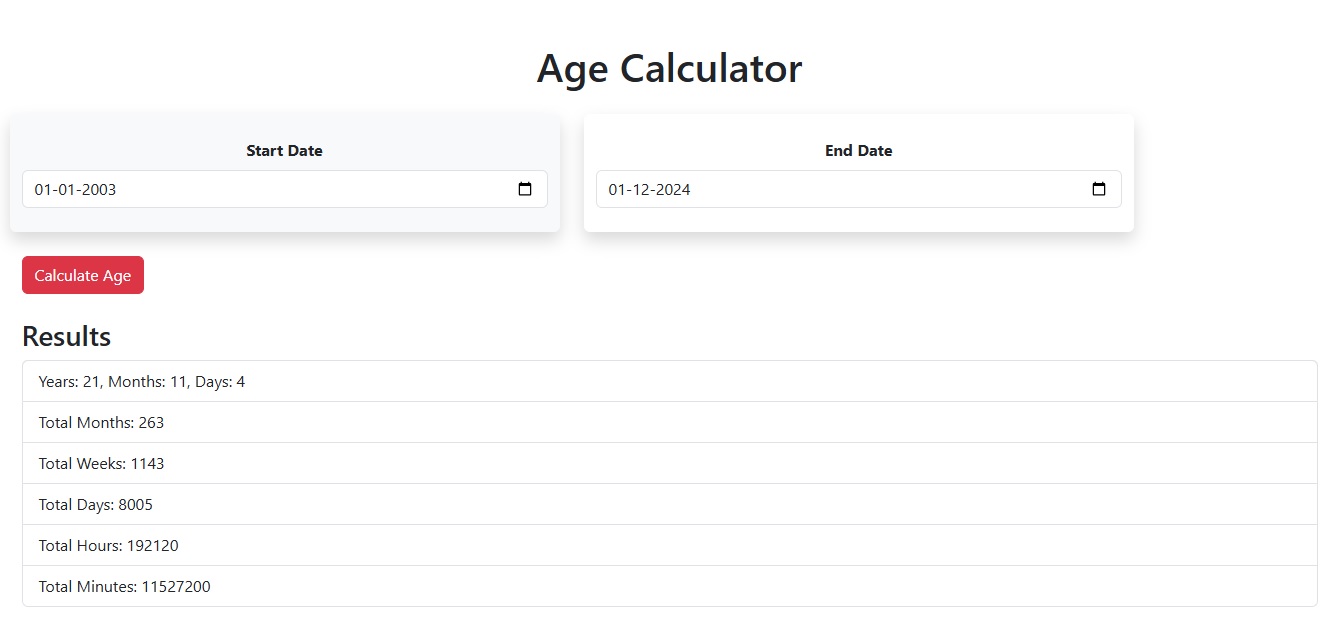 Age Calculator
Start Date
End Date
01-01-2003
01-12-2024
Calculate Age
Results
Years: 21, Months: 11, Days: 4
Total Months: 263
Total Weeks: 1143
Total Days: 8005
Total Hours: 192120
Total Minutes: 11527200